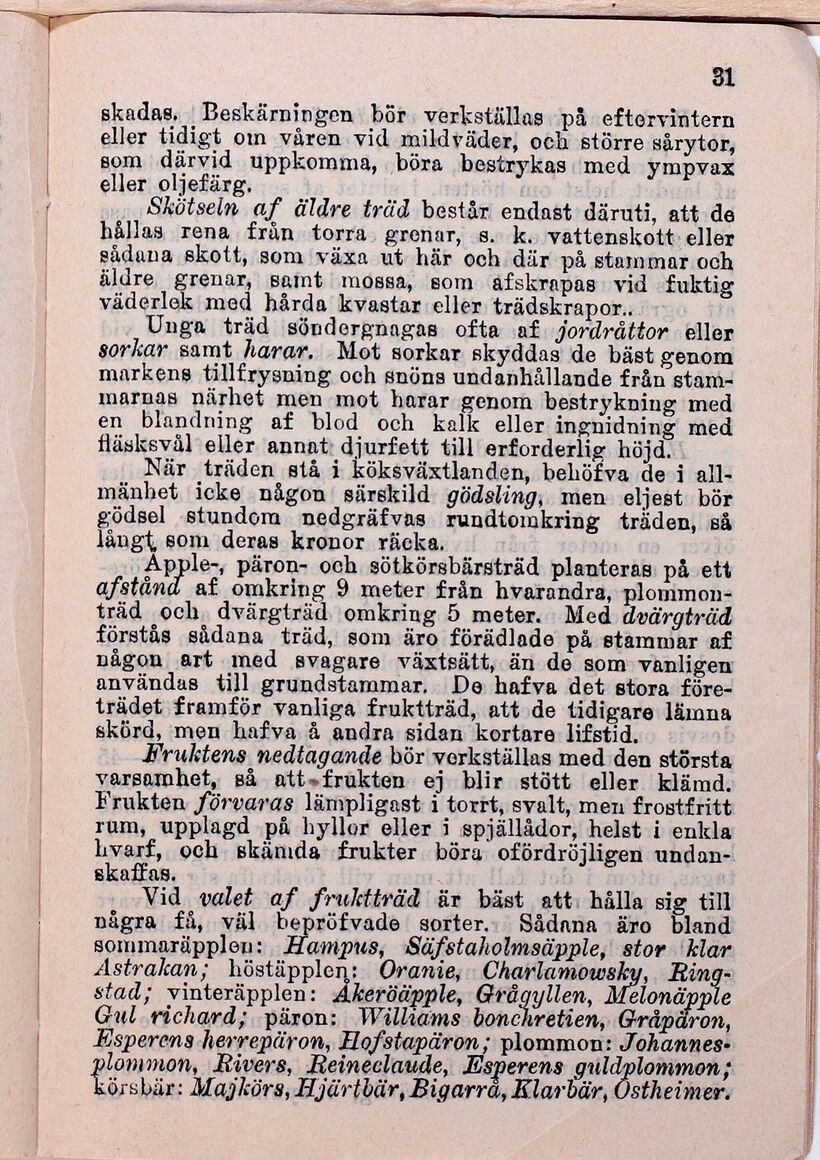 31
skadas. Beskärningen bör verkställas på eftervintern
eller tidigt om våren vid mildväder, och större sårytor,
som därvid uppkomma, böra bestrykas med ympvax
eller oljefärg.
Skötseln af äldre träd består endast däruti, att de
hållas rena från torra grenar, s. k. vattenskott eller
sådana skott, som växa ut här och där på stammar och
äldre grenar, samt mossa, som afskrapas vid fuktig
väderlek med hårda kvastar eller trädskrapor..
Unga träd söndergnagas ofta af jordråttor eller
sorkar samt harar. Mot sorkar skyddas de bäst genom
markens tillfrysning och snöns undanhållande från stam-
marnas närhet men mot harar genom bestrykning med
en blandning af blod och kalk eller ingnidning med
fläsksvål eller annat djurfett till erforderlig höjd.
När träden stå i köksväxtlanden, behöfva de i all-
mänhet icke någon särskild gödsling, men eljest bör
gödsel stundom nedgräfvas rundtomkring träden, så
långt som deras kronor räcka.
Äpple-, päron- och sötkörsbärsträd planteras på ett
afstånd af omkring 9 meter från hvarandra, plommon-
träd och dvärgträd omkring 5 meter. Med dvärgträd
förstås sådana träd, som äro förädlade på stammar af
någon art med svagare växtsätt, än de som vanligen
användas till grundstammar. De hafva det stora före-
trädet framför vanliga fruktträd, att de tidigare lämna
skörd, men hafva å andra sidan kortare lifstid.
Fruktens nedtagande bör verkställas med den största
varsamhet, så att frukten ej blir stött eller klämd.
Frukten förvaras lämpligast i torrt, svalt, men frostfritt
rum, upplagd på hyllor eller i spjällådor, helst i enkla
hvarf, och skämda frukter böra ofördröjligen undan-
skaffas.
Vid valet af fruktträd är bäst att hålla sig till
några få, väl bepröfvade sorter. Sådana äro bland
sommaräpplen: Hampus, Säfstaholmsäpple, stor klar
Astrakan; höstäpplen: Oranie, Charlamowsky, Ring-
stad; vinteräpplen: Åkeröäpple, Grågyllen, Melonäpple
Gul richard; päron: Williams bonchretien, Gråpäron,
Esperens herrepäron, Hofstapäron; plommon: Johannes-
plommon, Rivers, Reineclaude, Esperens guldplommon;
körsbär: Majkörs, Hjärtbär, Bigarrå, Klarbär, Ostheimer.